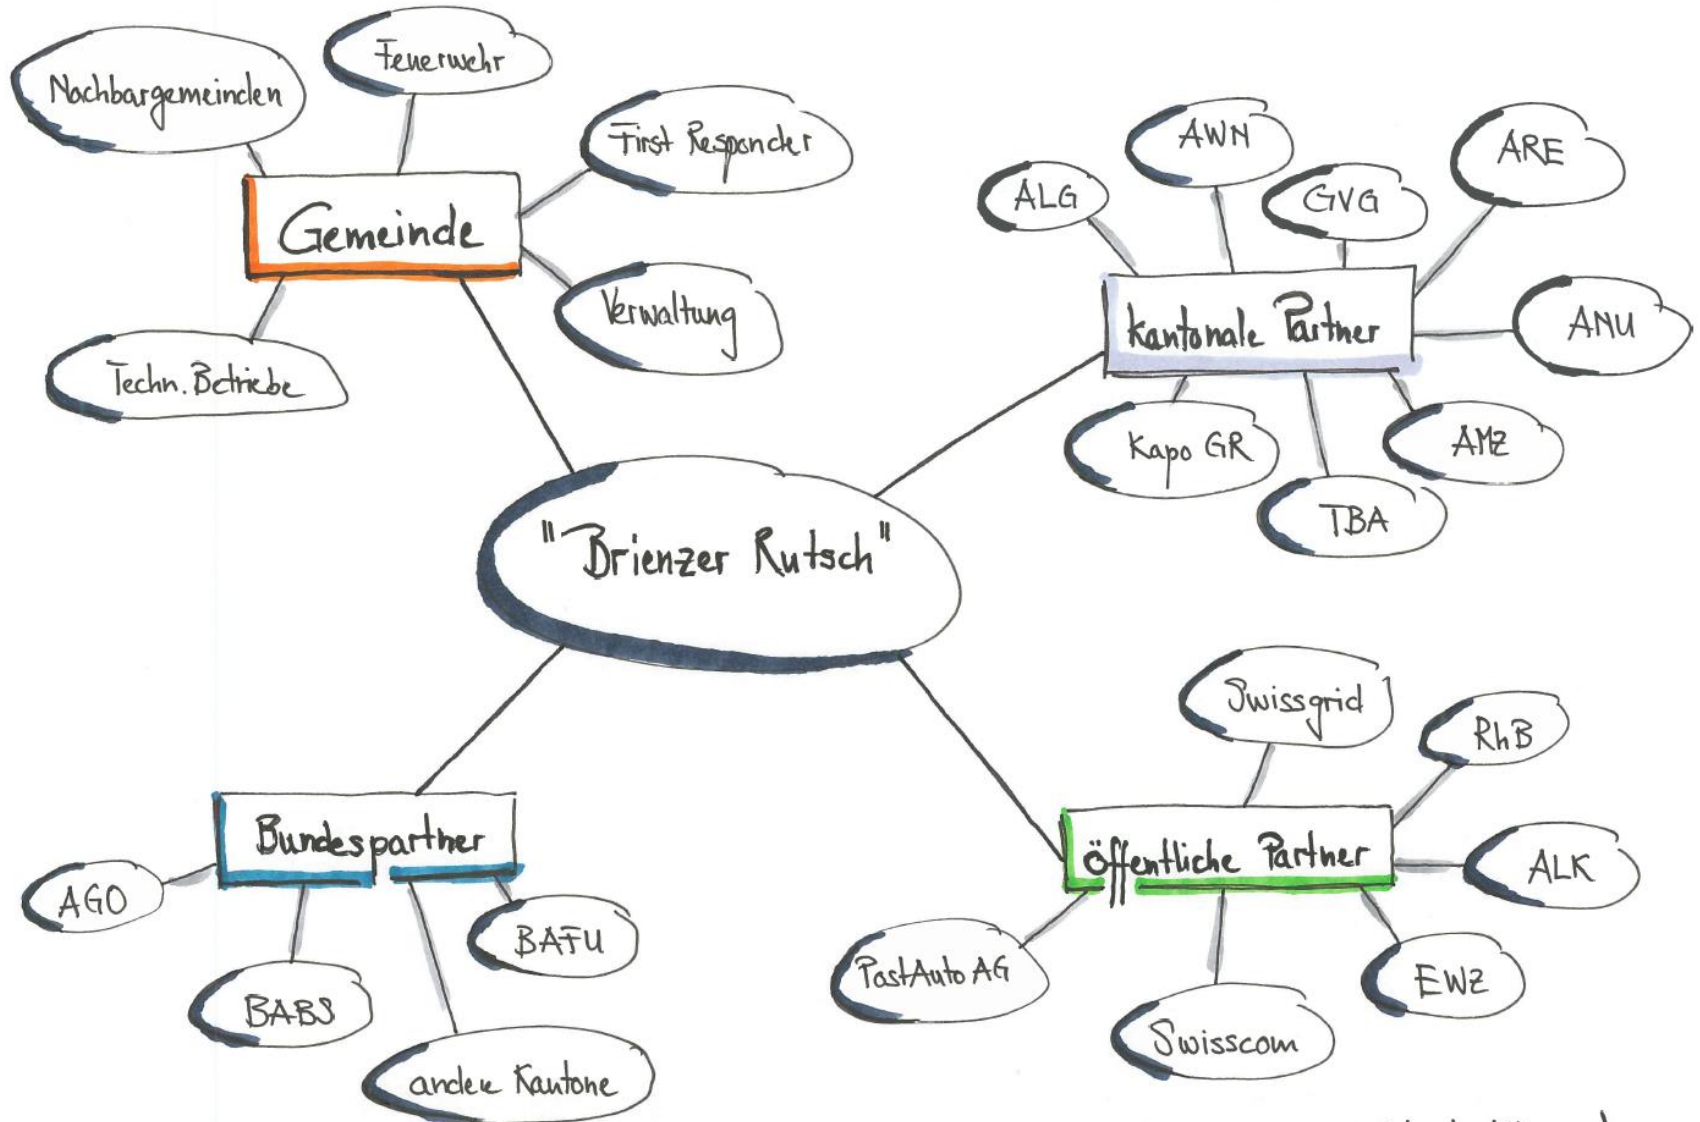 Nachbargemeinden
Feuerwehr
First Responder
Gemeinde
Verwaltung
Techn. Betriebe
ALG
AWN
GVG
ARE
kantonale Partner
ANU
Kapo GR
AMZ
TBA
"Brienzer Rutsch"
Bundespartner
AGO
BABS
andere Kantone
BAFU
Swissgrid
RhB
öffentliche Partner
ALK
PostAuto AG
Swisscom
EWZ